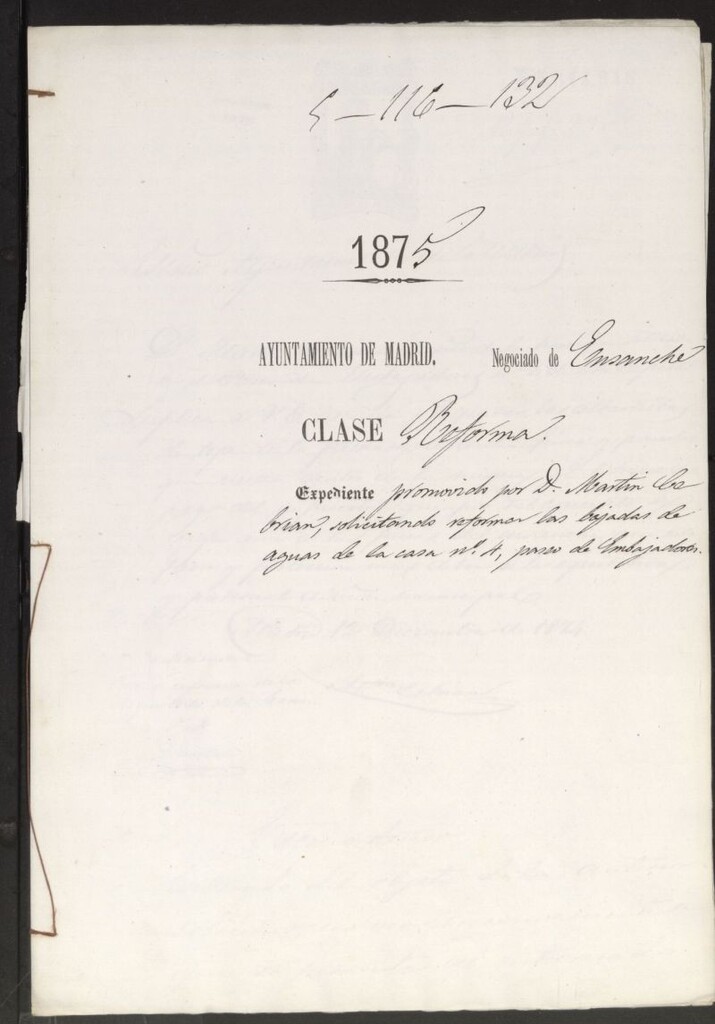 5-116-132
1875
AYUNTAMIENTO DE MADRID. Negociado de Ensanche
CLASE Reforma.
Expediente promovido por D. Martin Ce
brian, solicitando reformar las bajadas de
aguas de la casa nº. 4, paseo de Embajadores.